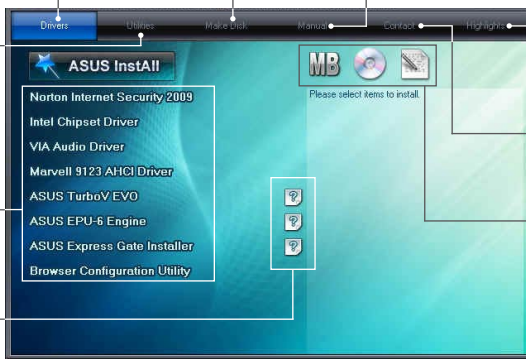 Drivers
Utilities
Make Disk
Manual
Contact
Highlights
ASUS InstAll
MB
Please select items to install.
Norton Internet Security 2009
Intel Chipset Driver
VIA Audio Driver
Marvell 9123 AHCI Driver
ASUS TurboV EVO
?
ASUS EPU-6 Engine
?
ASUS Express Gate Installer
?
Browser Configuration Utility